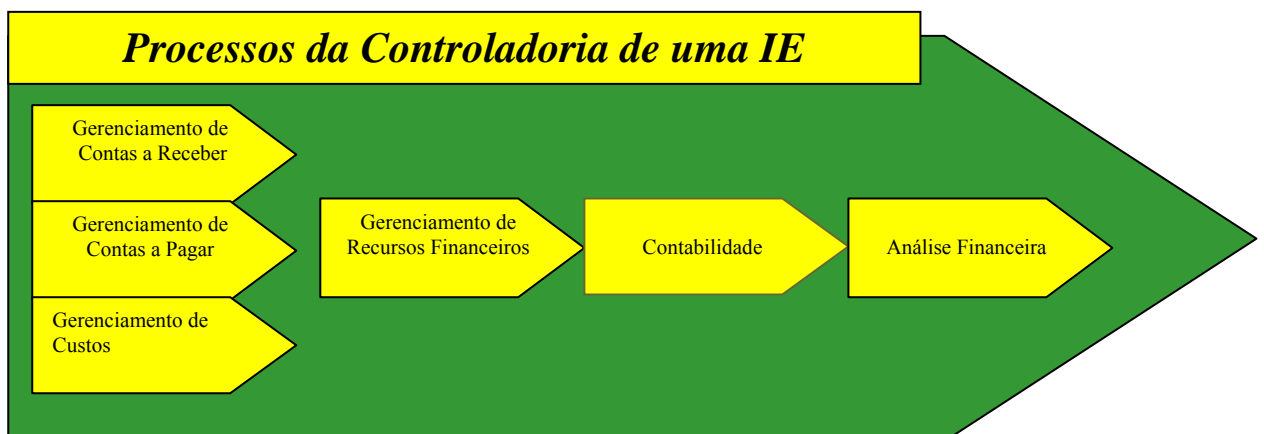 Processos da Controladoria de uma IE
Gerenciamento de
Contas a Receber
Gerenciamento de
Contas a Pagar
Gerenciamento de
Custos
Gerenciamento de
Recursos Financeiros
Contabilidade
Análise Financeira